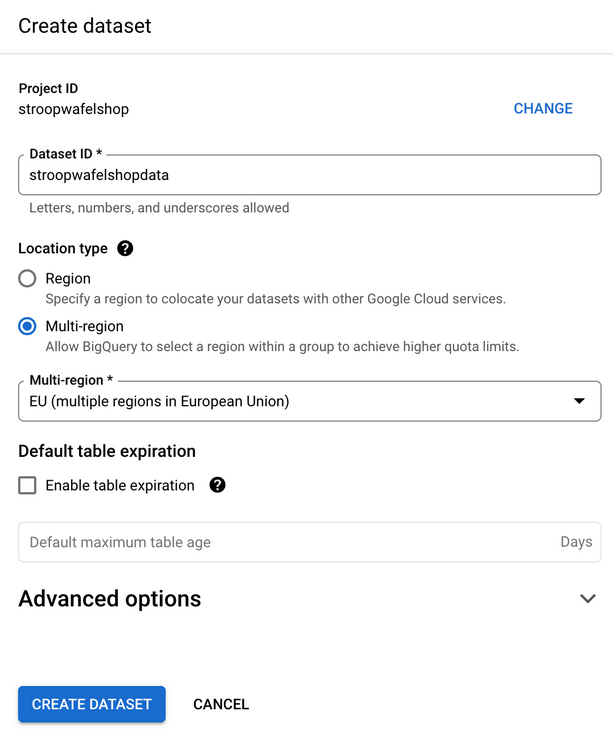 Create dataset
Project ID
stroopwafelshop
CHANGE
Dataset ID *
stroopwafelshopdata
Letters, numbers, and underscores allowed
Location type ?
Region
Specify a region to colocate your datasets with other Google Cloud services.
Multi-region
Allow BigQuery to select a region within a group to achieve higher quota limits.
Multi-region *
EU (multiple regions in European Union)
Default table expiration
Enable table expiration ?
Default maximum table age Days
Advanced options
CREATE DATASET CANCEL